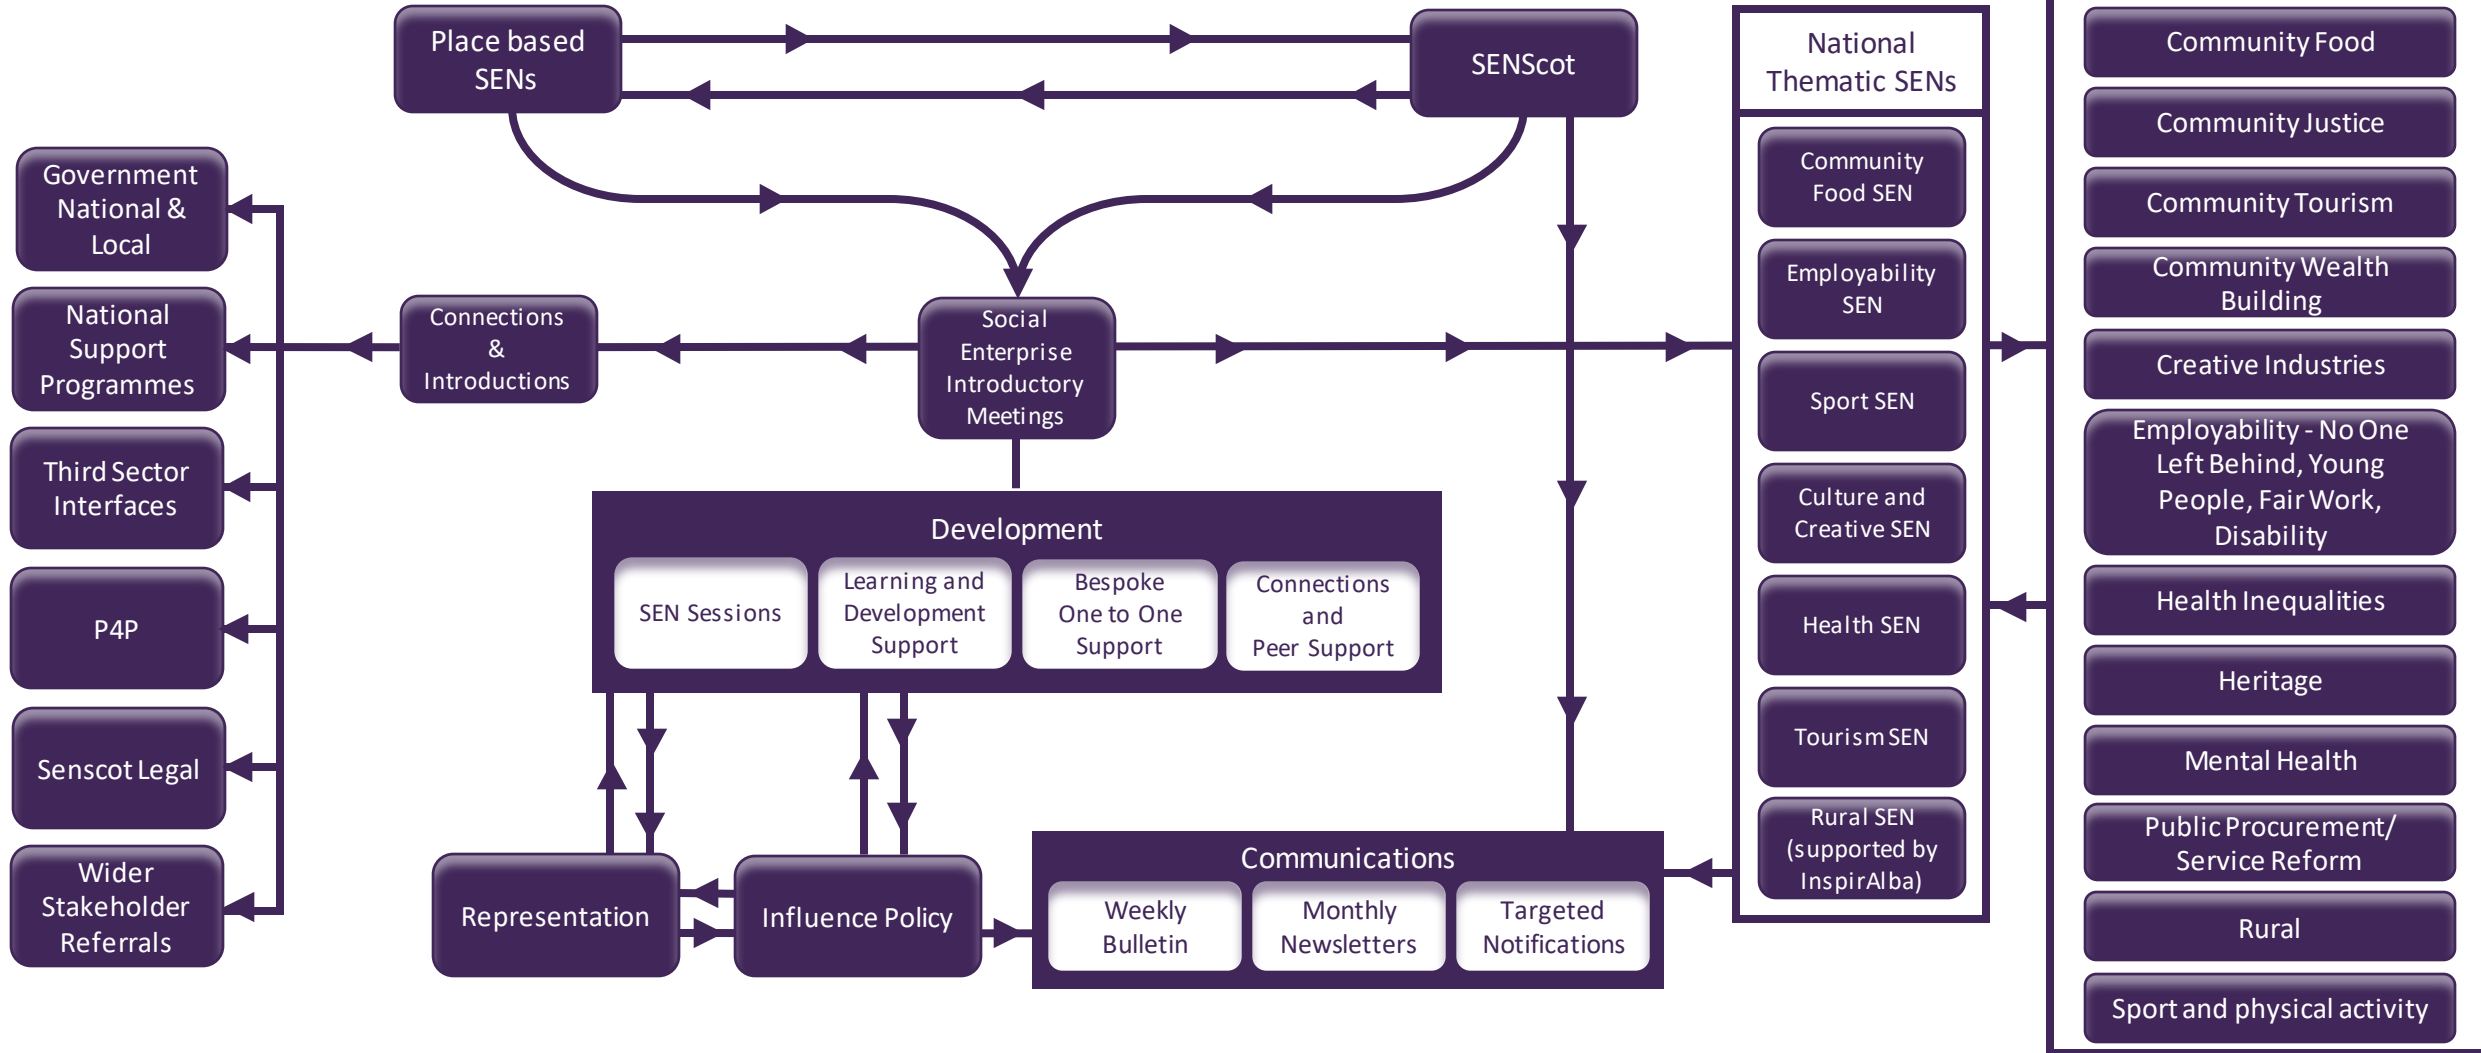 Place based
SENs
SENScot
National
Thematic SENs
Community
Food SEN
Employability
SEN
Sport SEN
Culture and
Creative SEN
Health SEN
Tourism SEN
Rural SEN
(supported by
InspirAlba)
Community Food
Community Justice
Community Tourism
Community Wealth
Building
Creative Industries
Employability - No One
Left Behind, Young
People, Fair Work,
Disability
Health Inequalities
Heritage
Mental Health
Public Procurement/
Service Reform
Rural
Sport and physical activity
Government
National &
Local
National
Support
Programmes
Third Sector
Interfaces
P4P
Senscot Legal
Wider
Stakeholder
Referrals
Connections
&
Introductions
Social
Enterprise
Introductory
Meetings
Development
SEN Sessions
Learning and
Development
Support
Bespoke
One to One
Support
Connections
and
Peer Support
Representation
Influence Policy
Communications
Weekly
Bulletin
Monthly
Newsletters
Targeted
Notifications